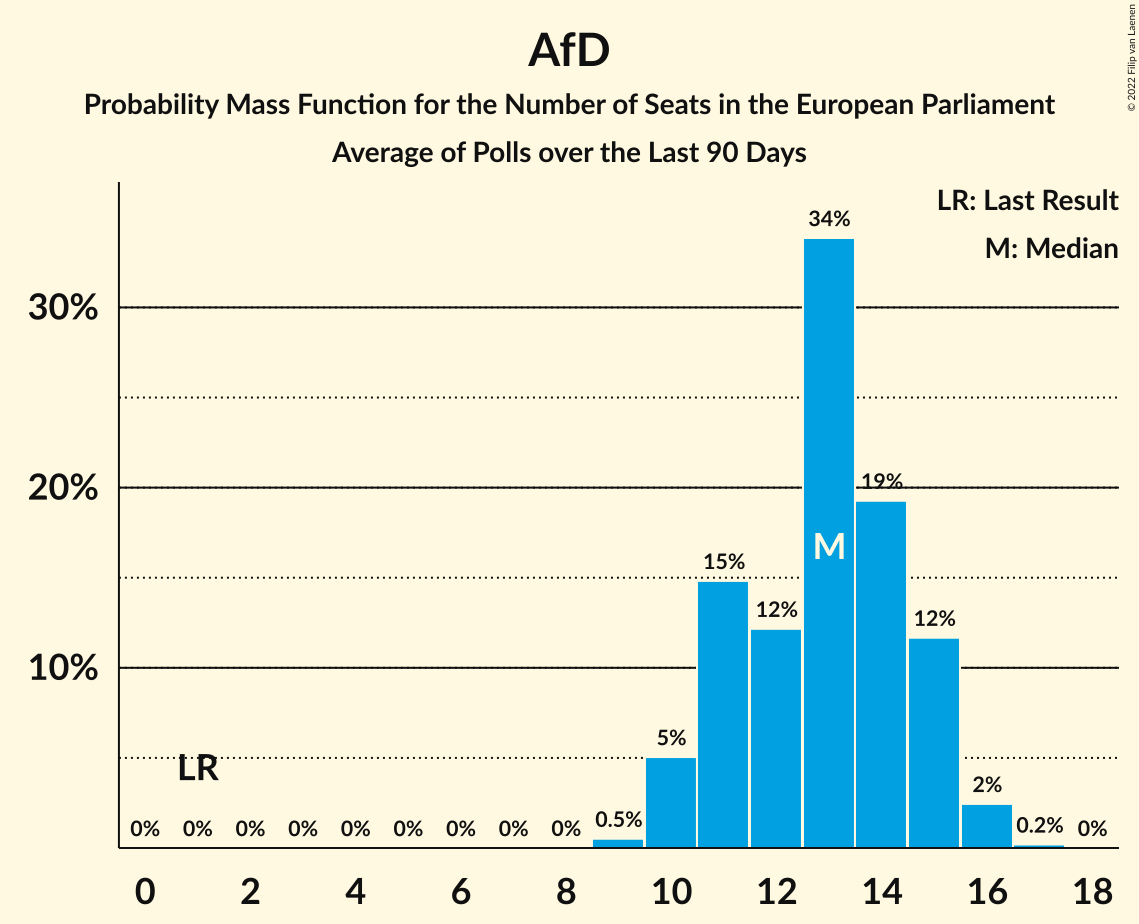 AfD
Probability Mass Function for the Number of Seats in the European Parliament
Average of Polls over the Last 90 Days
© 2022 Filip van Laenen
LR: Last Result
M: Median
34%
30%
20%
19%
M
15%
12%
12%
10%
5%
LR
2%
0% 0% 0% 0% 0% 0% 0% 0% 0% 0.5% 0.2% 0%
0 2 4 6 8 10 12 14 16 18